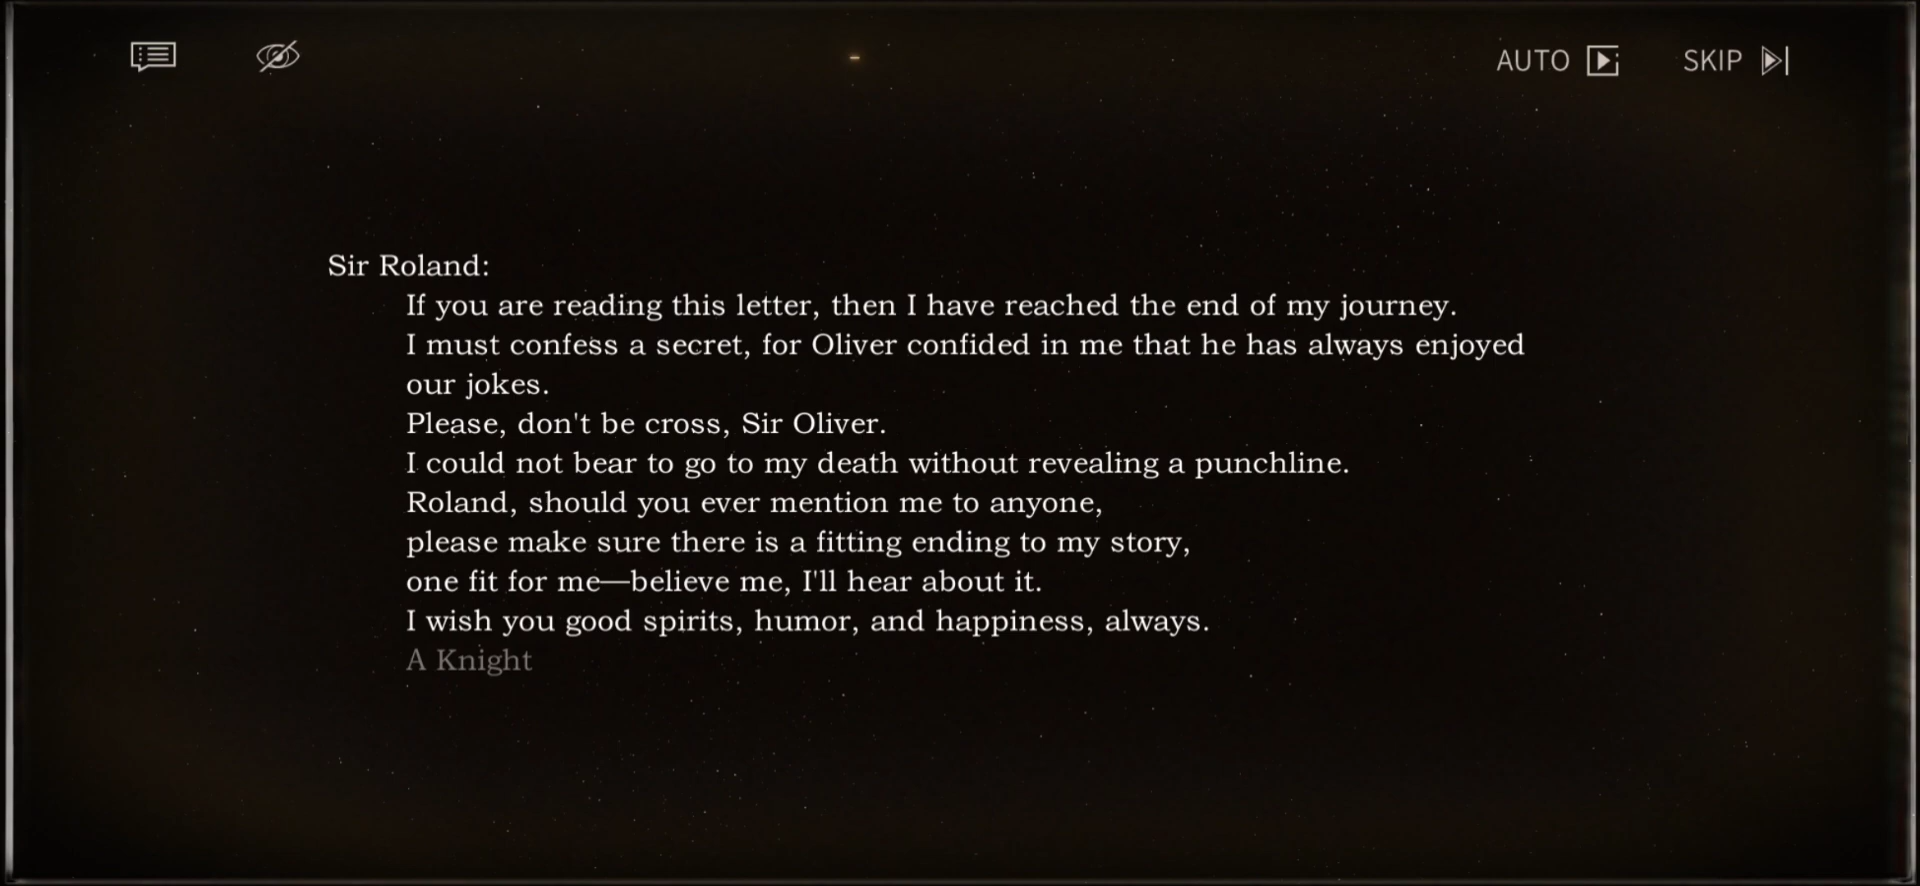 AUTO
SKIP
Sir Roland:
If you are reading this letter, then I have reached the end of my journey.
I must confess a secret, for Oliver confided in me that he has always enjoyed
our jokes.
Please, don't be cross, Sir Oliver.
I could not bear to go to my death without revealing a punchline.
Roland, should you ever mention me to anyone,
please make sure there is a fitting ending to my story,
one fit for me—believe me, I'll hear about it.
I wish you good spirits, humor, and happiness, always.
A Knight